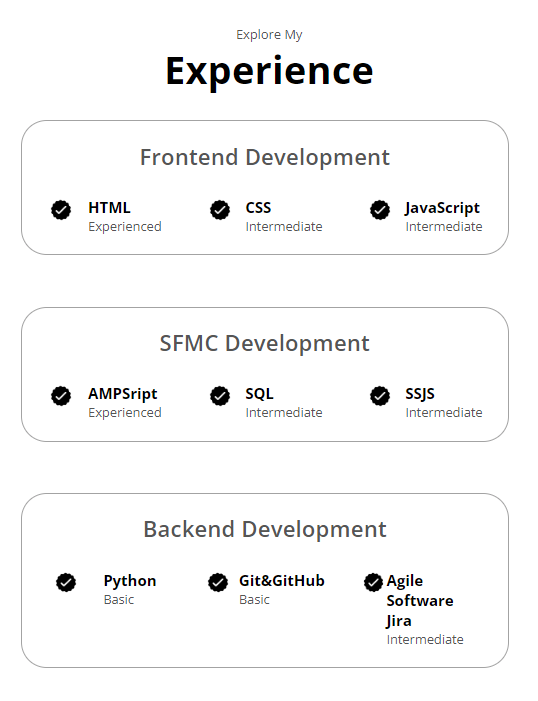 Explore My
Experience
Frontend Development
HTML
Experienced
CSS
Intermediate
JavaScript
Intermediate
SFMC Development
AMPSript
Experienced
SQL
Intermediate
SSJS
Intermediate
Backend Development
Python
Basic
Git&GitHub
Basic
Agile
Software
Jira
Intermediate